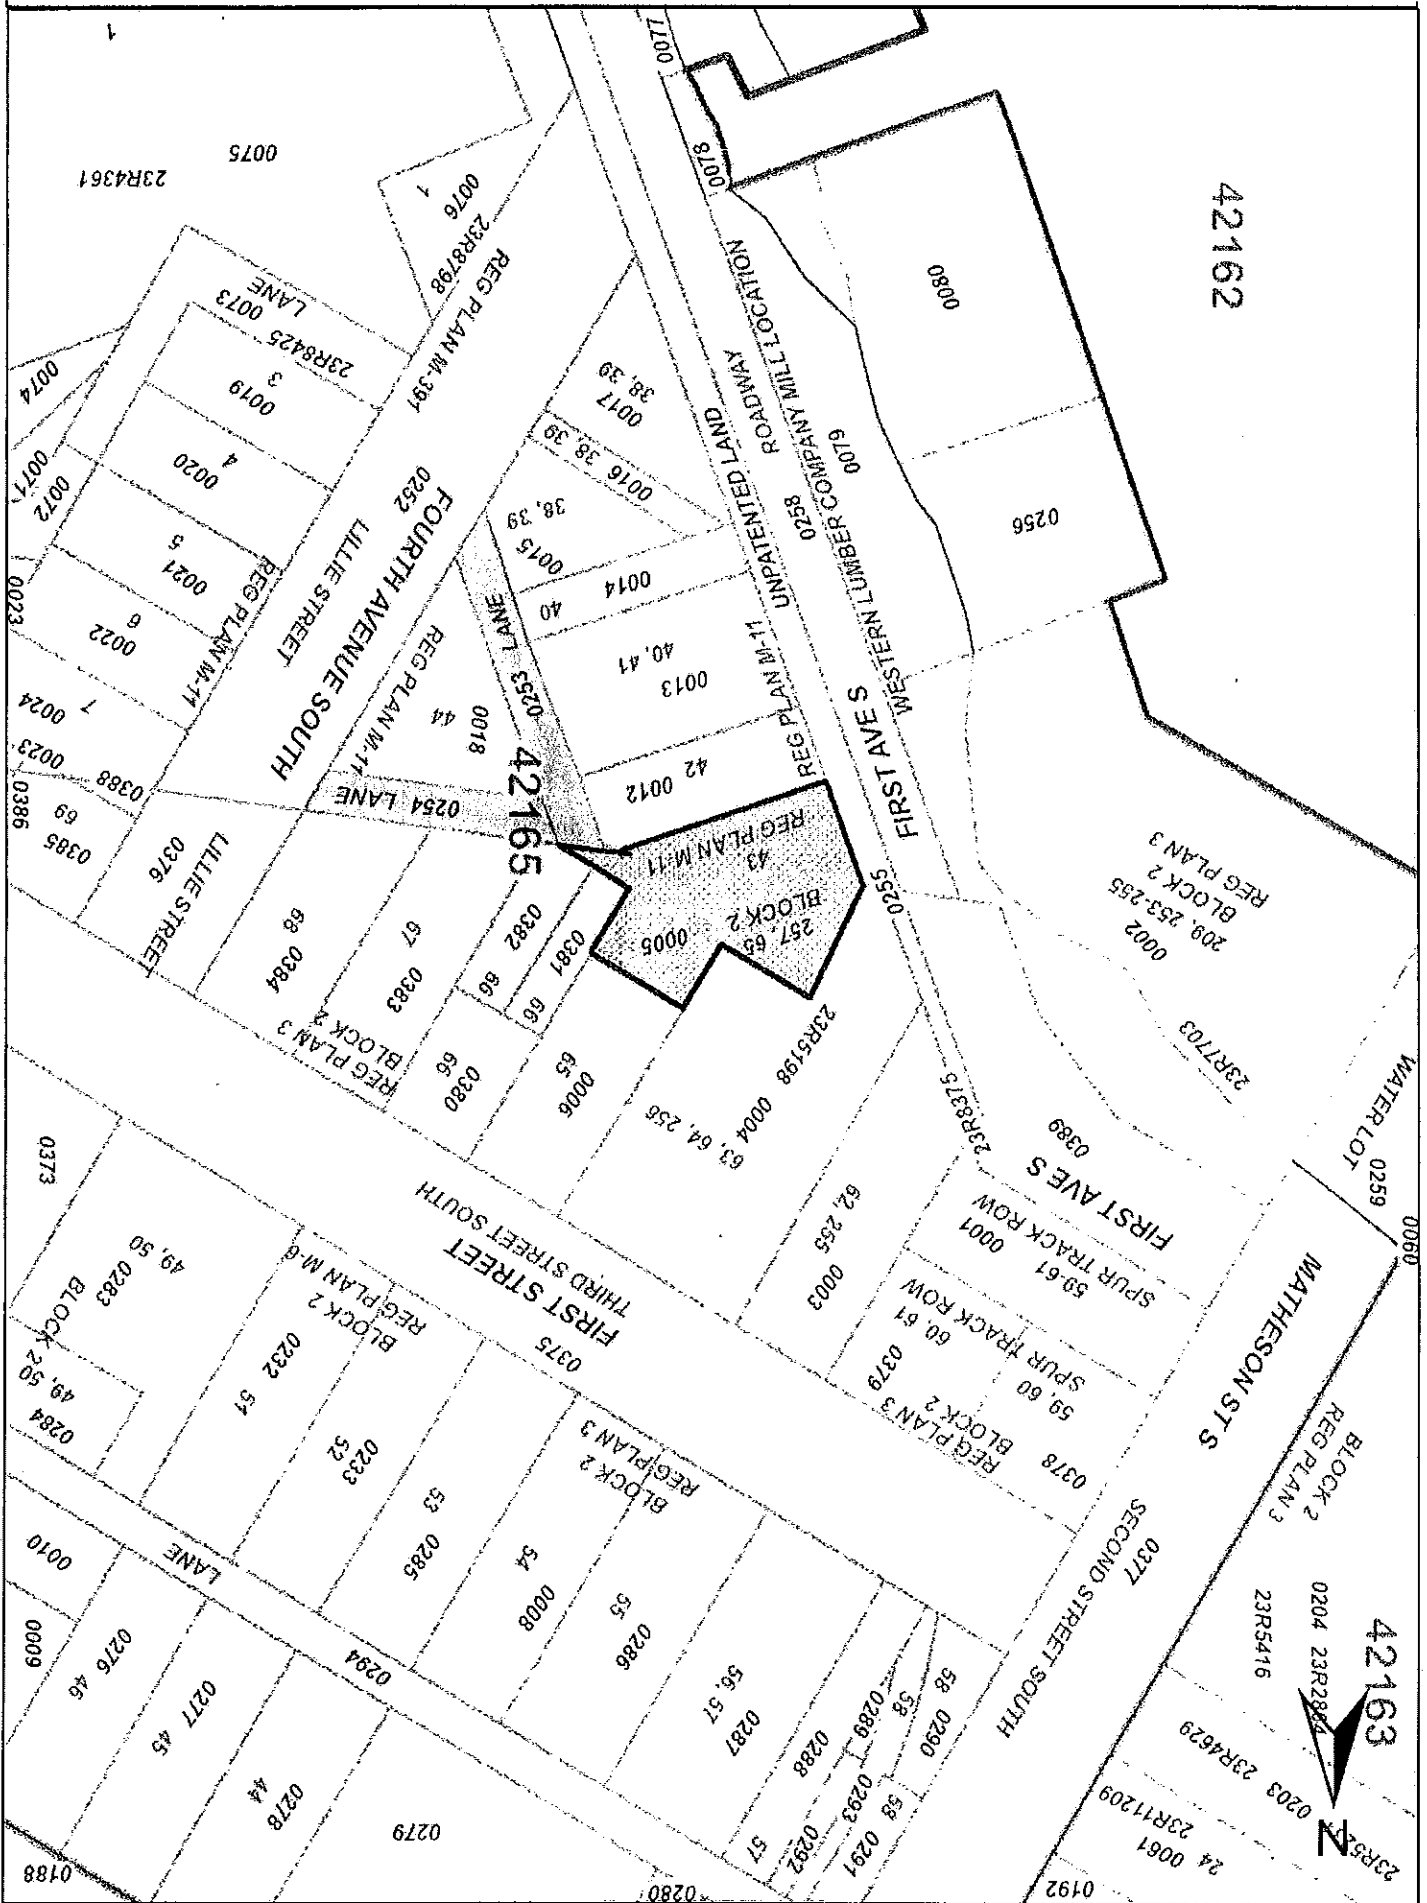 1
0077
0075
23R4361
0078
0076
1
23R8798
REG PLAN M-391
42162
LANE
0073
23R8425
3
0019
4
0020
0074
0071
0072
0021
5
0022
6
0023
7
0024
0023
0388
0386
69
0385
REG PLAN M-11
LILLIE STREET
0252
FOURTH AVENUE SOUTH
REG PLAN M-11
44
0018
LANE
0253
42165
0254 LANE
0017
38, 39
0016
38, 39
0015
38, 39
0014
40
0013
40, 41
42 0012
REG PLAN M-11
UNPATENTED LAND
ROADWAY
0258
WESTERN LUMBER COMPANY MILL LOCATION
0079
0080
0256
FIRST AVE S
0255
REG PLAN M-11
43
257, 65
BLOCK 2
0005
0376
LILLIE STREET
68 0384
67 0383
0382
66
0381
66
REG PLAN 3
BLOCK 2
0380
66
0006
65
63, 64, 256
0004
23R5198
62, 255
0003
23R8375
0002
209, 253-255
BLOCK 2
REG PLAN 3
23R7703
WATER LOT
0259
0060
0389
FIRST AVE S
0001
59-61
SPUR TRACK ROW
60, 61
0379
59, 60
SPUR TRACK ROW
0378
REG PLAN 3
BLOCK 2
MATHESON ST S
0377
SECOND STREET SOUTH
BLOCK 2
REG PLAN 3
FIRST STREET
THIRD STREET SOUTH
0375
0373
49, 50 0283
BLOCK 2
49, 50
0284
REG PLAN M-6
BLOCK 2
0232 51
0233
52
53 0285
REG PLAN 3
BLOCK 2
54 0008
55 0286
56, 57 0287
0288
57
0289
58
58 0290
58
0293
0292
0291
LANE
0294
0010
0009
0276 46
0277 45
0278
44
0279
0280
0188
0192
0204
23R5416
42163
23R4629
0203
23R11209
24 0061
N